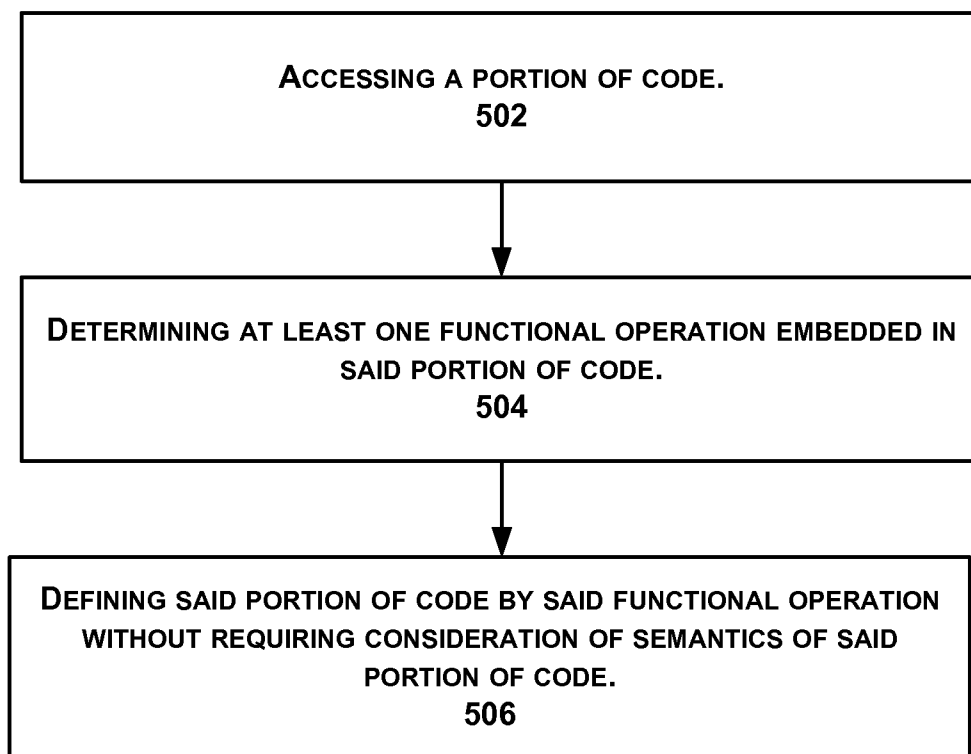 ACCESSING A PORTION OF CODE.
502
DETERMINING AT LEAST ONE FUNCTIONAL OPERATION EMBEDDED IN
SAID PORTION OF CODE.
504
DEFINING SAID PORTION OF CODE BY SAID FUNCTIONAL OPERATION
WITHOUT REQUIRING CONSIDERATION OF SEMANTICS OF SAID
PORTION OF CODE.
506